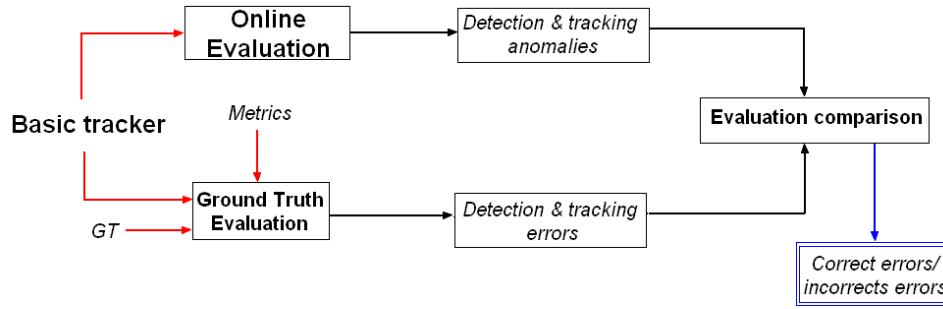 Online
Evaluation
Detection & tracking
anomalies
Basic tracker
Metrics
Evaluation comparison
Ground Truth
Evaluation
GT
Detection & tracking
errors
Correct errors/
incorrects errors